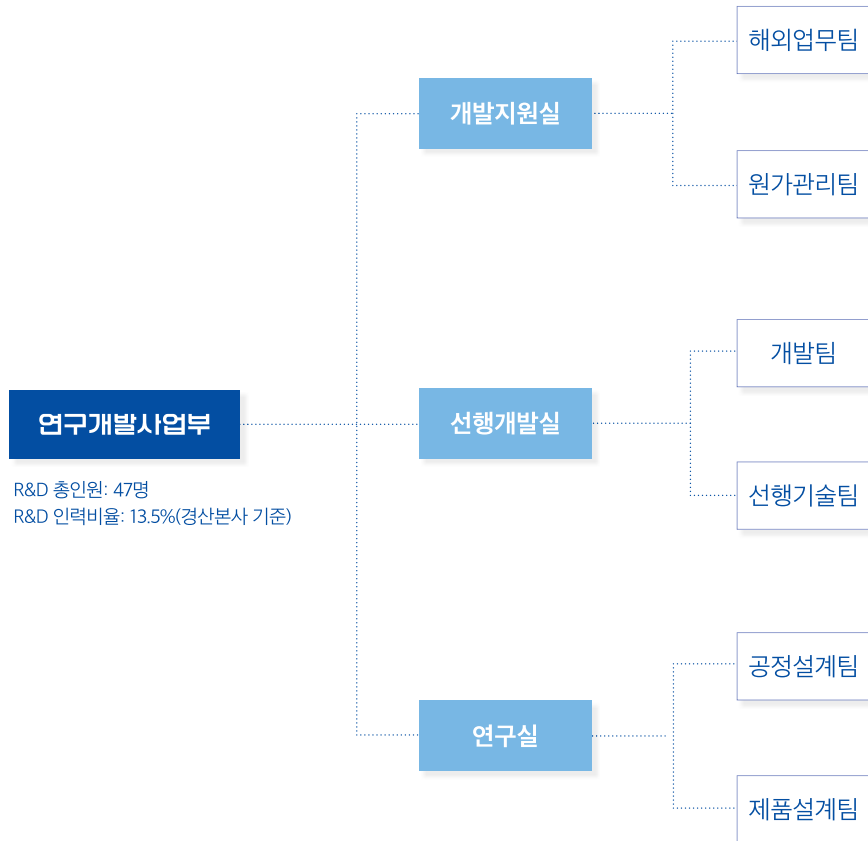 해외업무팀
개발지원실
원가관리팀
개발팀
연구개발사업부
선행개발실
R&D 총인원: 47명
R&D 인력비율: 13.5%(경산본사 기준)
선행기술팀
공정설계팀
연구실
제품설계팀